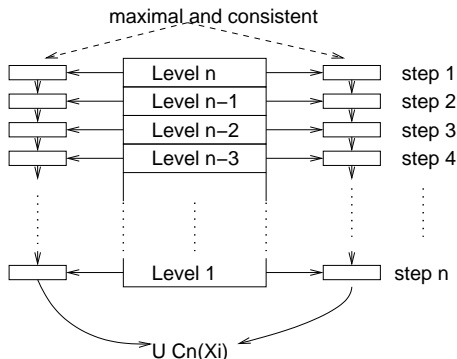 maximal and consistent
Level n step 1
Level n−1 step 2
Level n−2 step 3
Level n−3 step 4
Level 1 step n
U Cn(Xi)